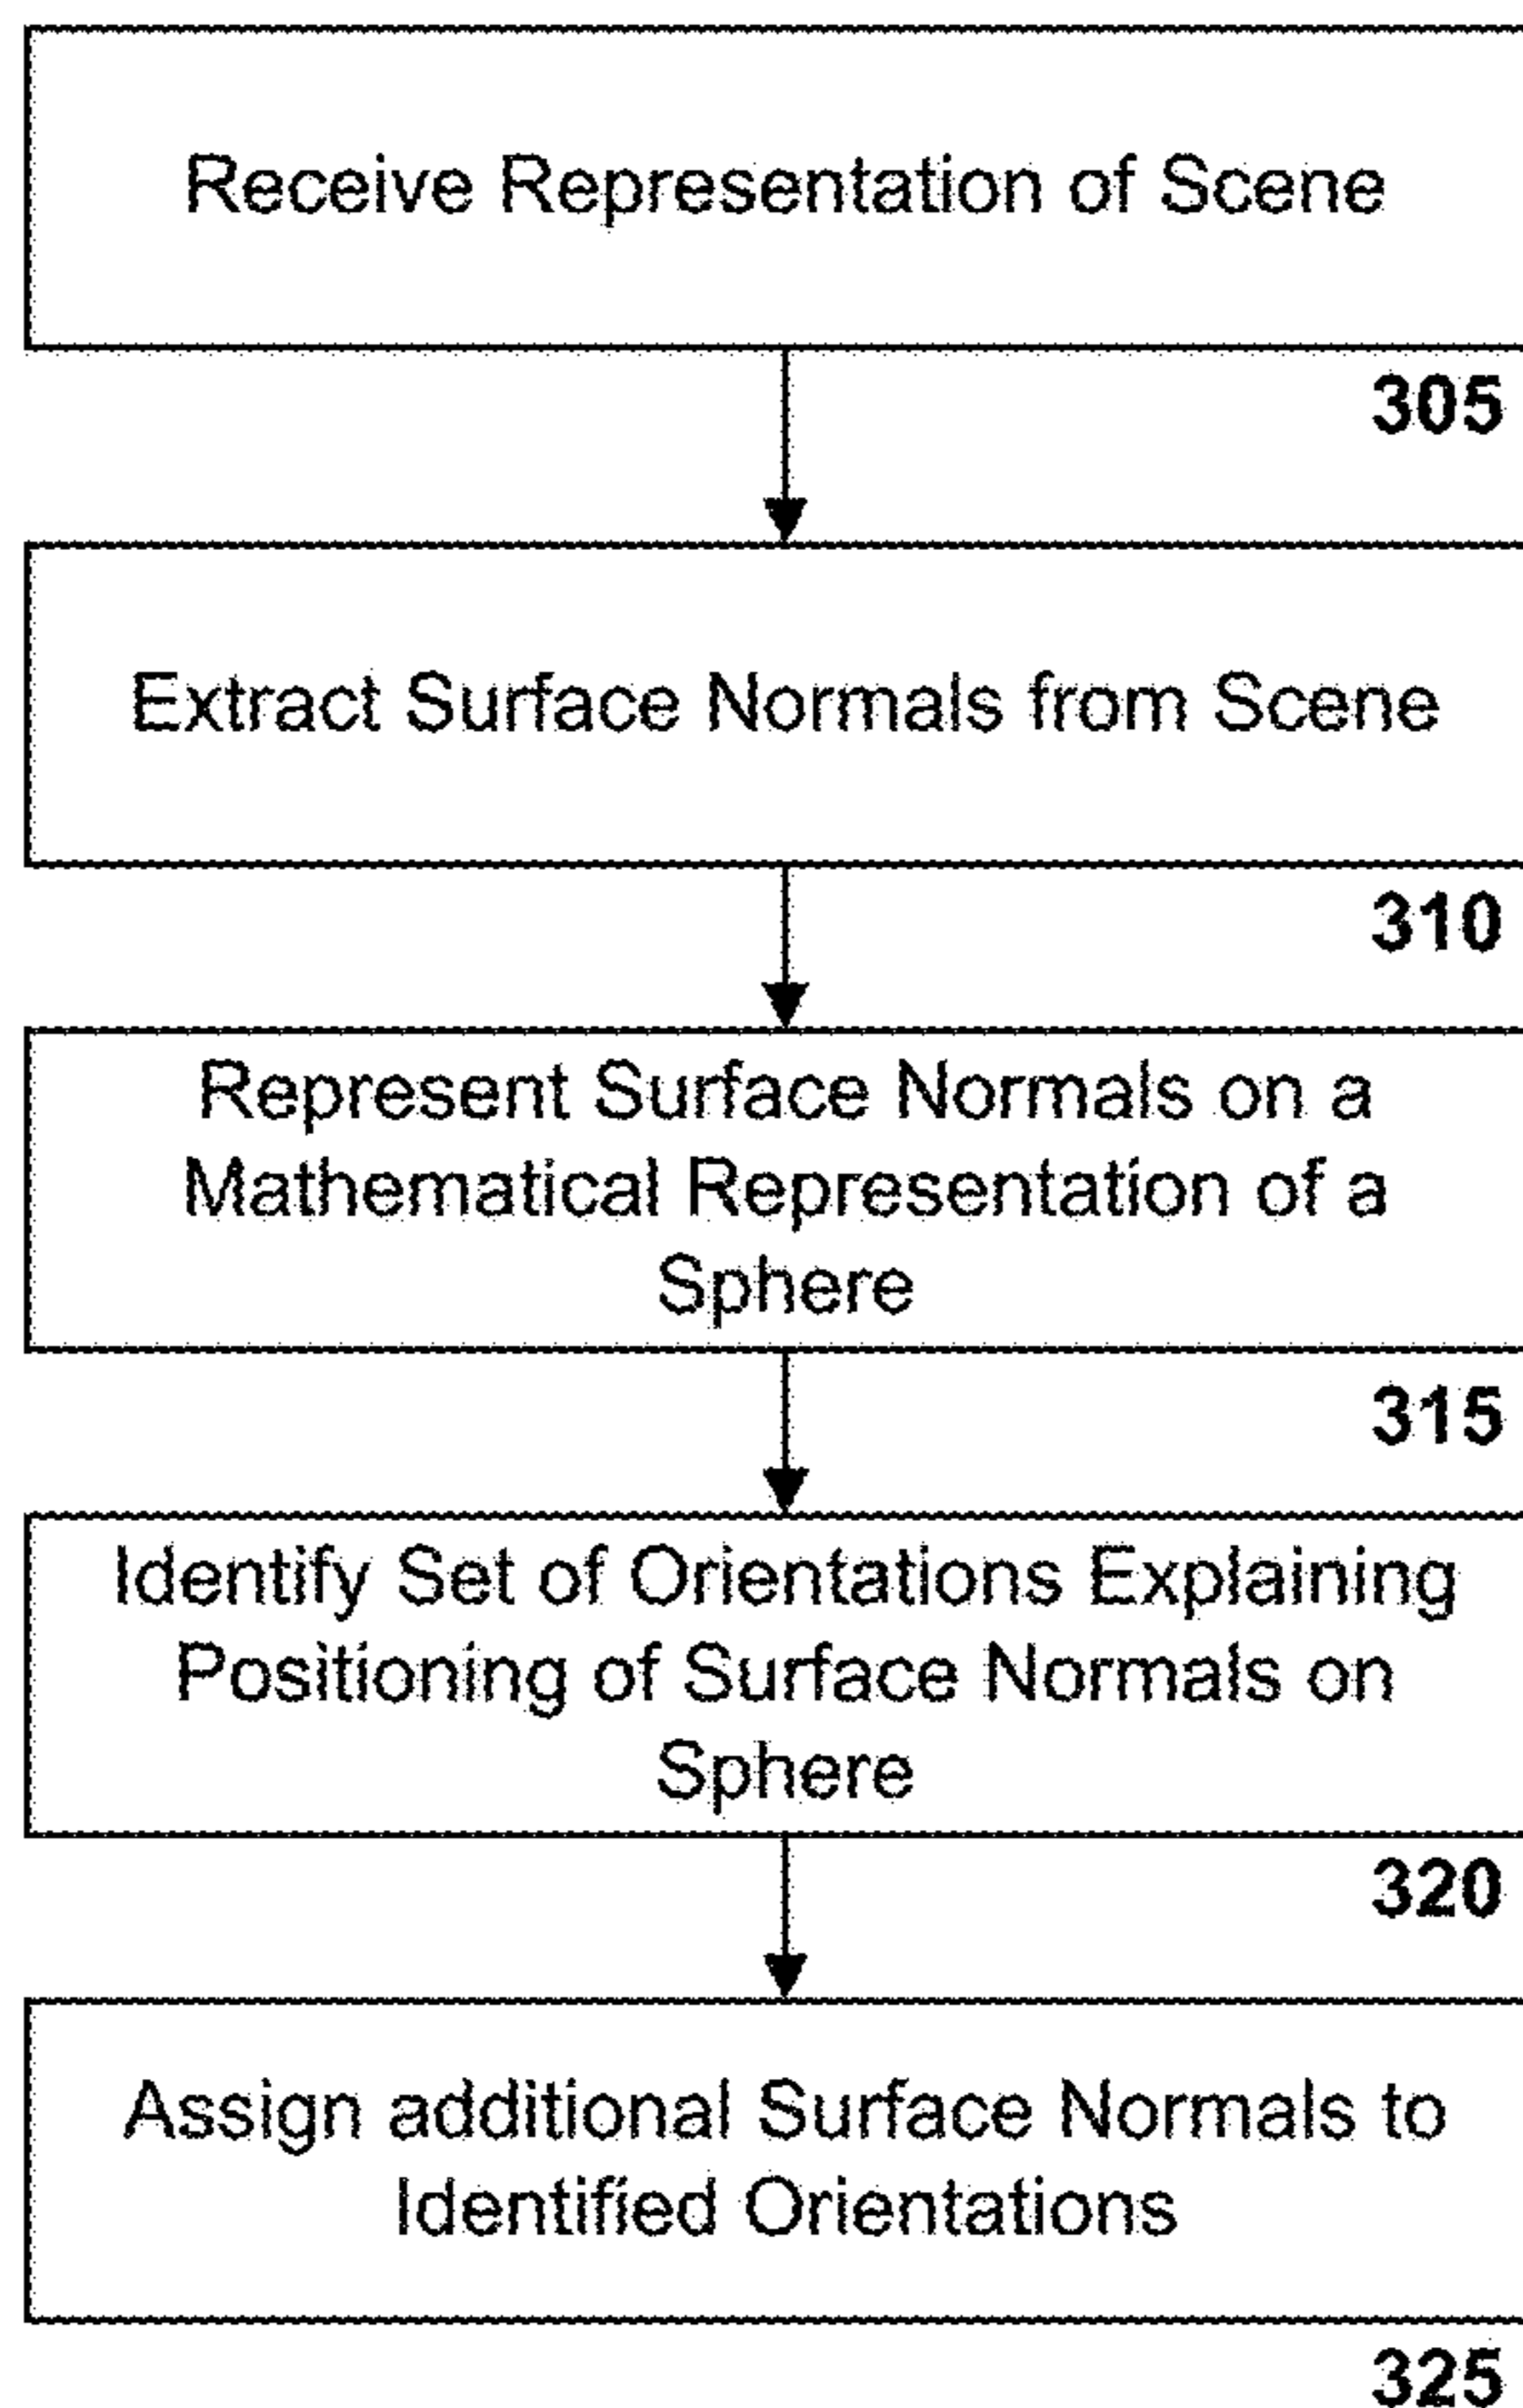 Receive Representation of Scene
305
Extract Surface Normals from Scene
310
Represent Surface Normals on a
Mathematical Representation of a
Sphere
315
Identify Set of Orientations Explaining
Positioning of Surface Normals on
Sphere
320
Assign additional Surface Normals to
Identified Orientations
325